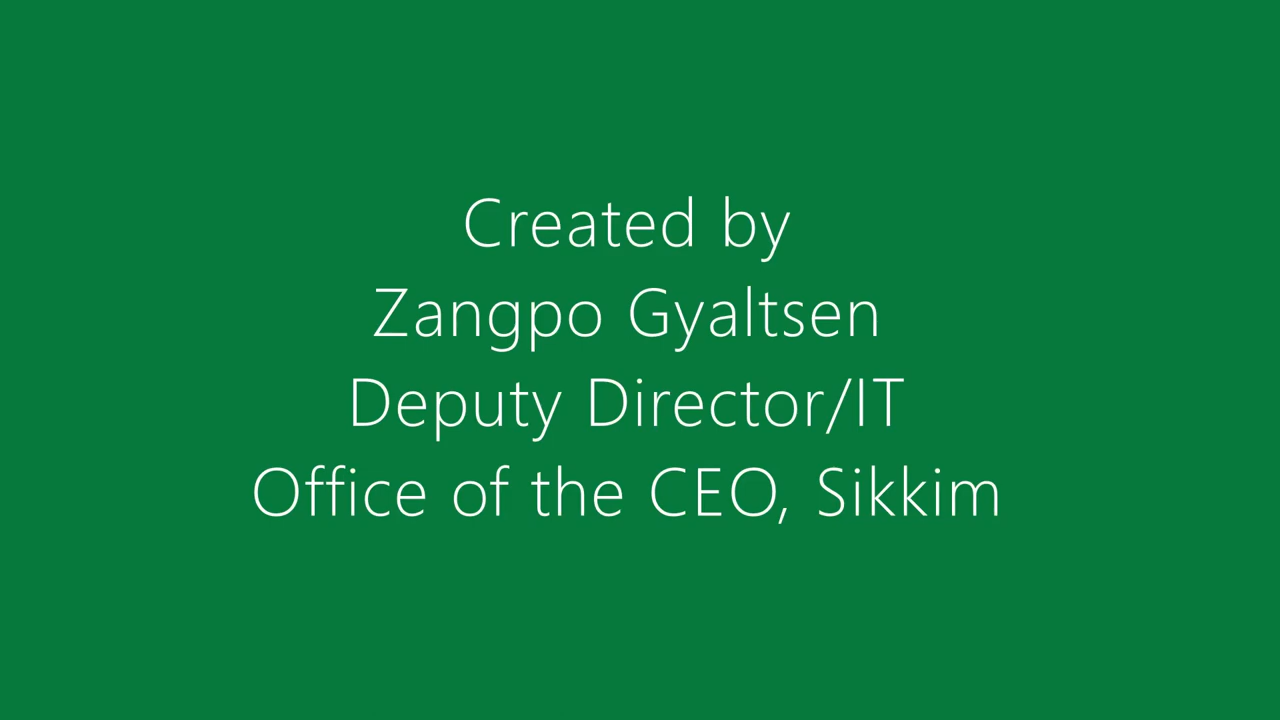 Created by
Zangpo Gyaltsen
Deputy Director/IT
Office of the CEO, Sikkim